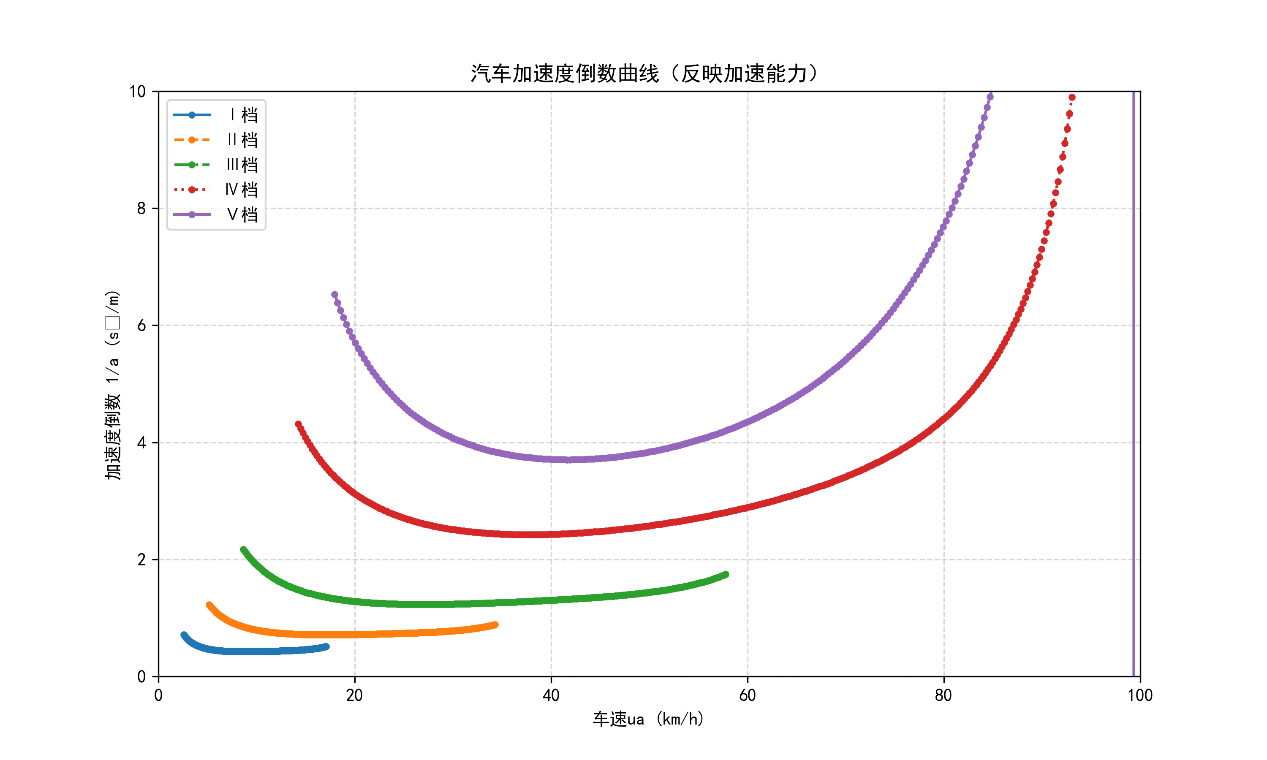 汽车加速度倒数曲线（反映加速能力）
Ⅰ档
Ⅱ档
Ⅲ档
Ⅳ档
Ⅴ档
加速度倒数 1/a (s□/m)
10
8
6
4
2
0
0 20 40 60 80 100
车速ua (km/h)